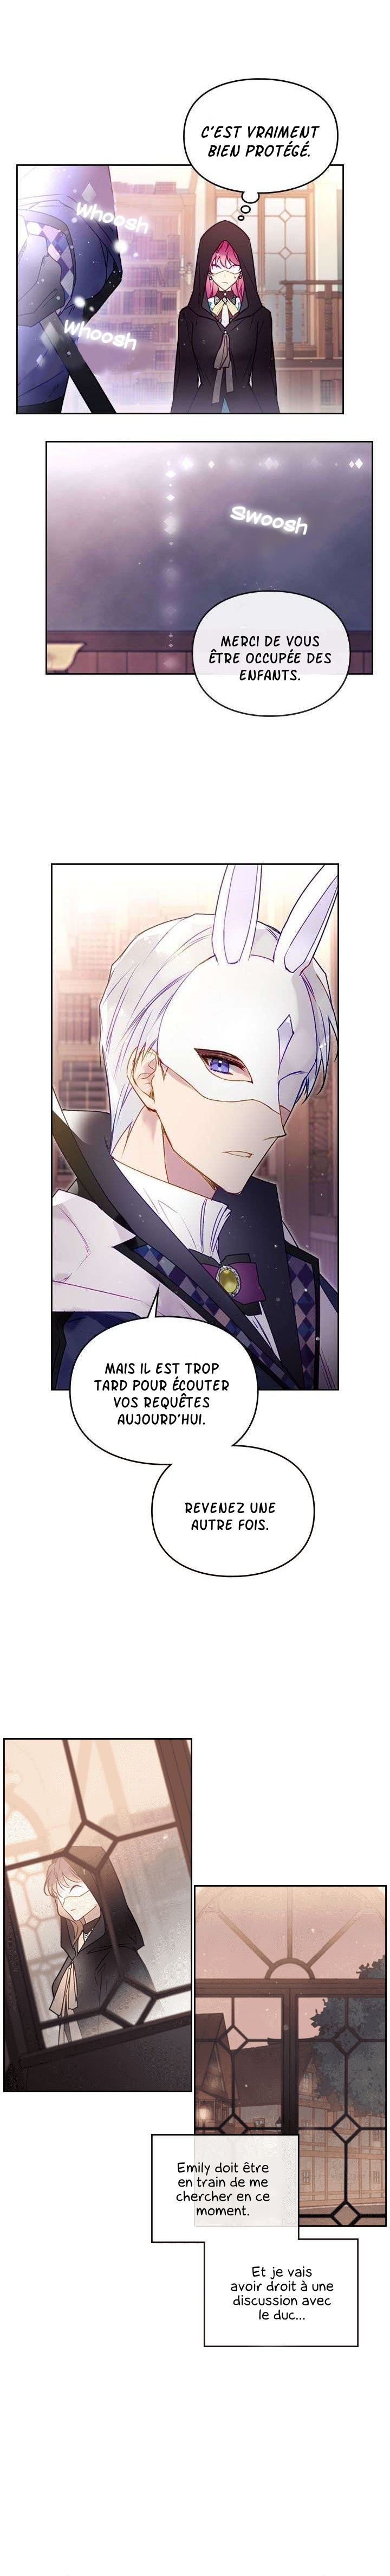 C'EST VRAIMENT
BIEN PROTÉGÉ.
whoosh
whoosh
Swoosh
MERCI DE VOUS
ÊTRE OCCUPÉE DES
ENFANTS.
MAIS IL EST TROP
TARD POUR ÉCOUTER
VOS REQUÊTES
AUJOURD'HUI.
REVENEZ UNE
AUTRE FOIS.
Emily doit être
en train de me
chercher en ce
moment.
Et je vais
avoir droit à une
discussion avec
le duc...